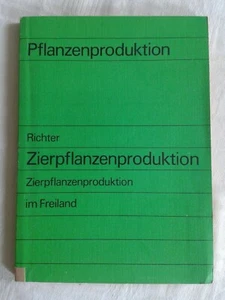 Pflanzenproduktion
Richter
Zierpflanzenproduktion
Zierpflanzenproduktion
im Freiland